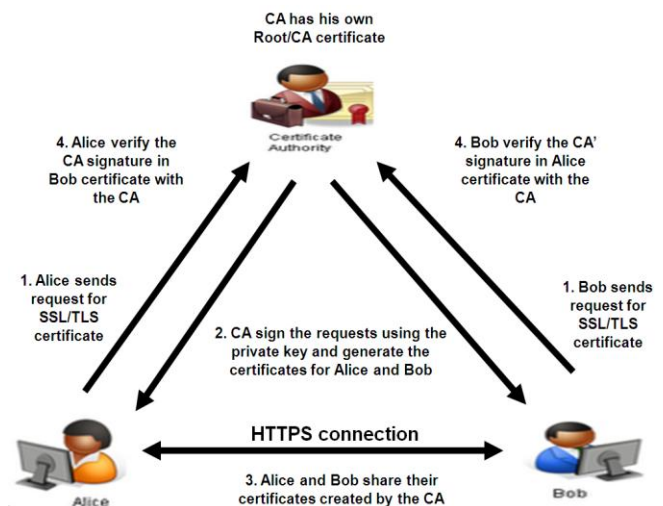 CA has his own
Root/CA certificate
Certificate
Authority
4. Alice verify the
CA signature in
Bob certificate with
the CA
4. Bob verify the CA'
signature in Alice
certificate with the
CA
1. Alice sends
request for
SSL/TLS
certificate
2. CA sign the requests using the
private key and generate the
certificates for Alice and Bob
1. Bob sends
request for
SSL/TLS
certificate
HTTPS connection
3. Alice and Bob share their
certificates created by the CA
Alice
Bob